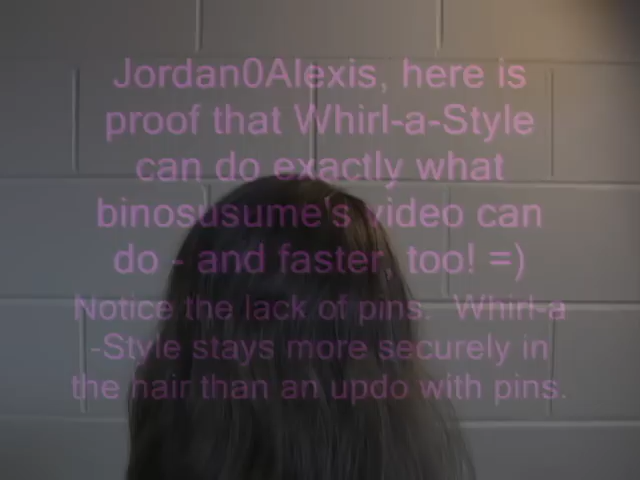 Jordan0Alexis, here is
proof that Whirl-a-Style
can do exactly what
binosusume's video can
do - and faster, too! =)
Notice the lack of pins. Whirl-a
-Style stays more securely in
the hair than an updo with pins.